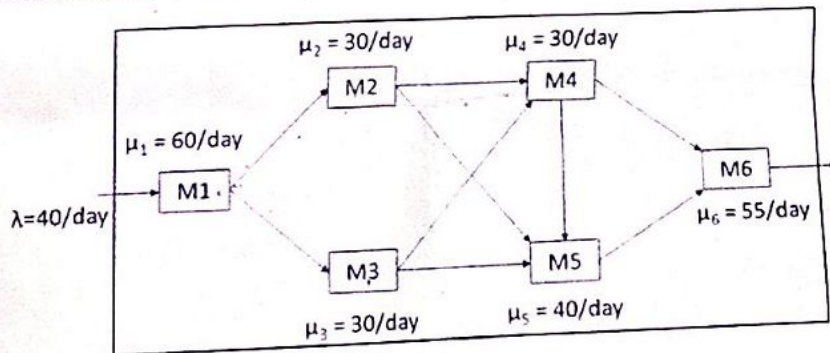 μ₂ = 30/day
μ₄ = 30/day
M2
M4
μ₁ = 60/day
M1
M6
λ=40/day
μ₆ = 55/day
M3
M5
μ₃ = 30/day
μ₅ = 40/day